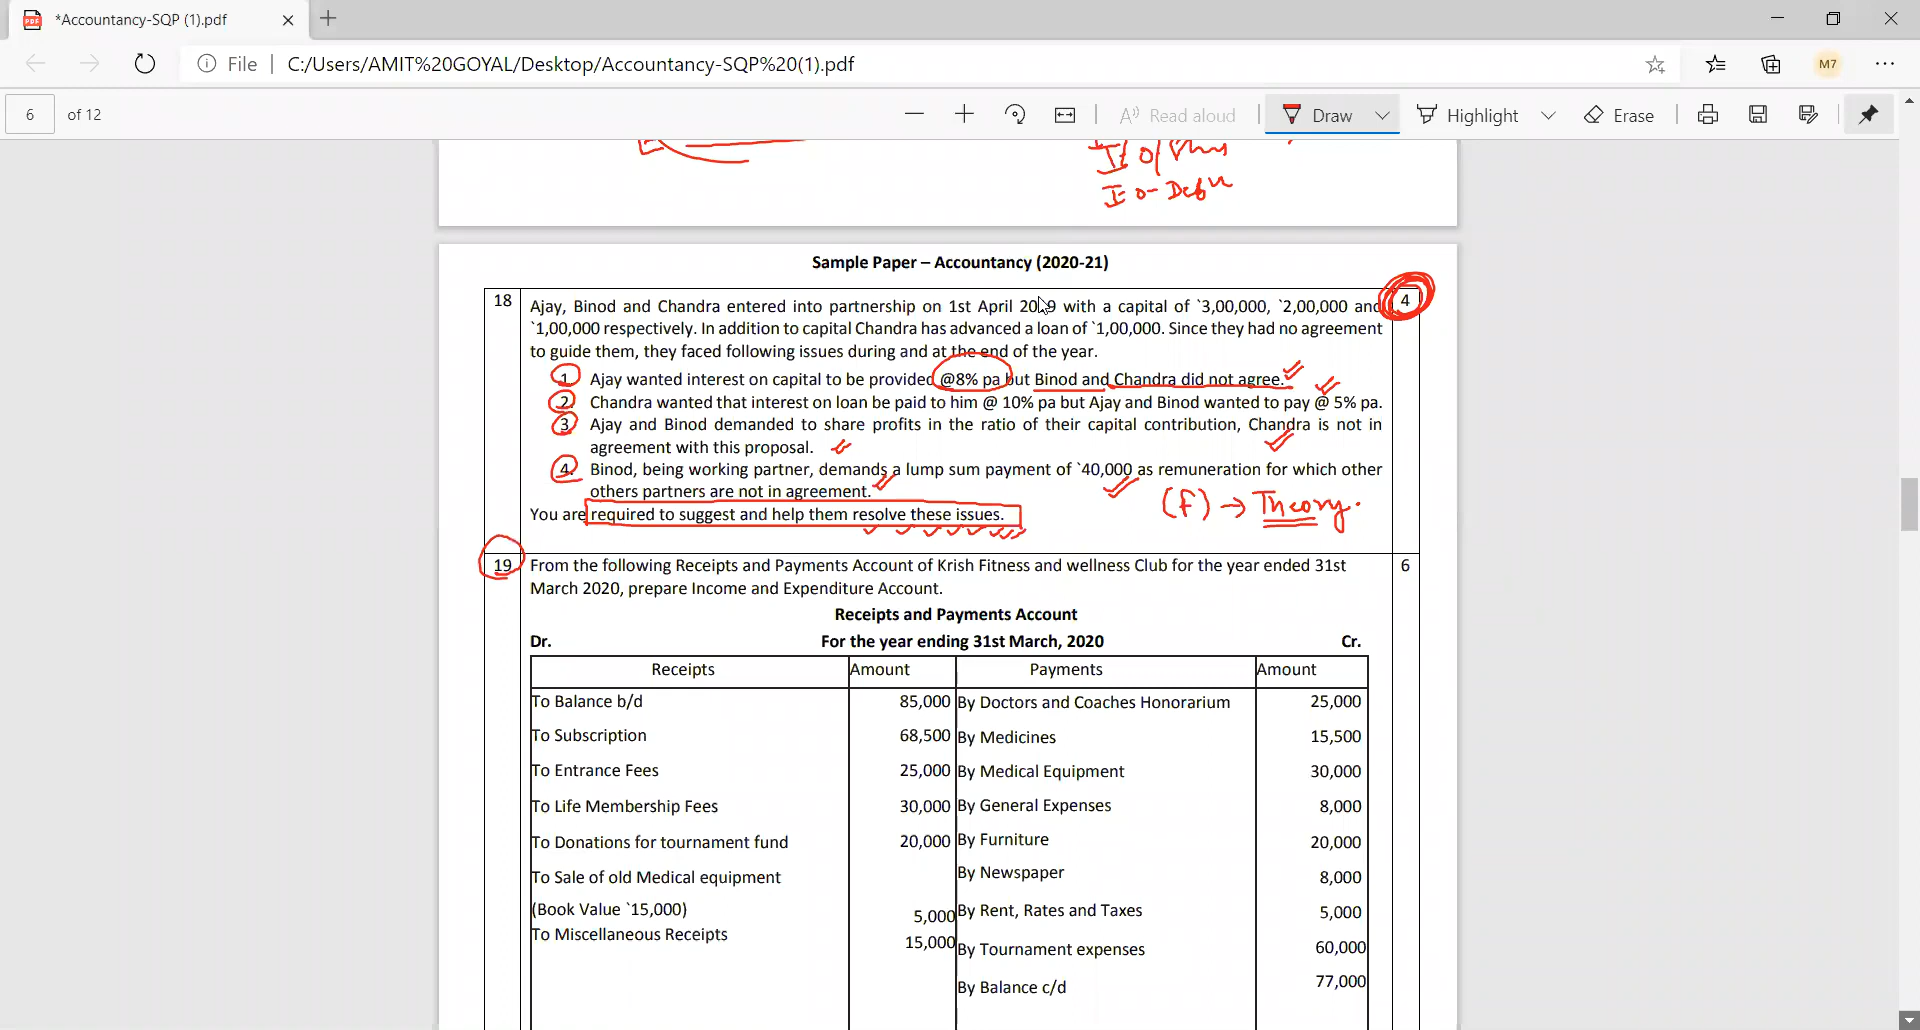 *Accountancy-SQP (1).pdf
File
C:/Users/AMIT%20GOYAL/Desktop/Accountancy-SQP%20(1).pdf
M7
6 of 12
Read aloud
Draw
Highlight
Erase
I o- Deb
Sample Paper – Accountancy (2020-21)
18 Ajay, Binod and Chandra entered into partnership on 1st April 2019 with a capital of `3,00,000, `2,00,000 and 4
`1,00,000 respectively. In addition to capital Chandra has advanced a loan of `1,00,000. Since they had no agreement
to guide them, they faced following issues during and at the end of the year.
1. Ajay wanted interest on capital to be provided @8% pa but Binod and Chandra did not agree.
2. Chandra wanted that interest on loan be paid to him @ 10% pa but Ajay and Binod wanted to pay @ 5% pa.
3. Ajay and Binod demanded to share profits in the ratio of their capital contribution, Chandra is not in
agreement with this proposal.
4. Binod, being working partner, demands a lump sum payment of `40,000 as remuneration for which other
others partners are not in agreement.
(F) → Theory.
You are required to suggest and help them resolve these issues.
19 From the following Receipts and Payments Account of Krish Fitness and wellness Club for the year ended 31st 6
March 2020, prepare Income and Expenditure Account.
Receipts and Payments Account
Dr. For the year ending 31st March, 2020 Cr.
Receipts Amount Payments Amount
To Balance b/d 85,000 By Doctors and Coaches Honorarium 25,000
To Subscription 68,500 By Medicines 15,500
To Entrance Fees 25,000 By Medical Equipment 30,000
To Life Membership Fees 30,000 By General Expenses 8,000
To Donations for tournament fund 20,000 By Furniture 20,000
To Sale of old Medical equipment By Newspaper 8,000
(Book Value `15,000) 5,000 By Rent, Rates and Taxes 5,000
To Miscellaneous Receipts 15,000 By Tournament expenses 60,000
By Balance c/d 77,000